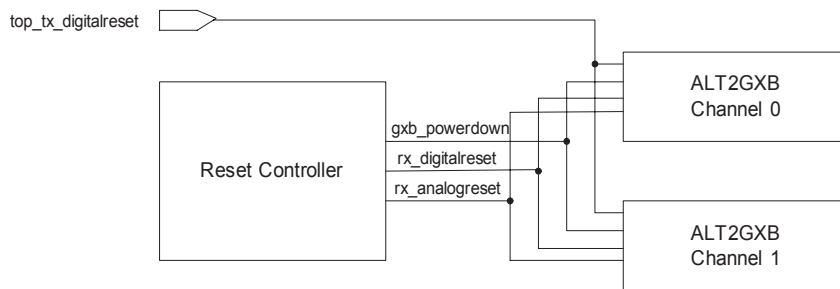 top_tx_digitalreset
ALT2GXB
Channel 0
gxb_powerdown
Reset Controller
rx_digitalreset
rx_analogreset
ALT2GXB
Channel 1